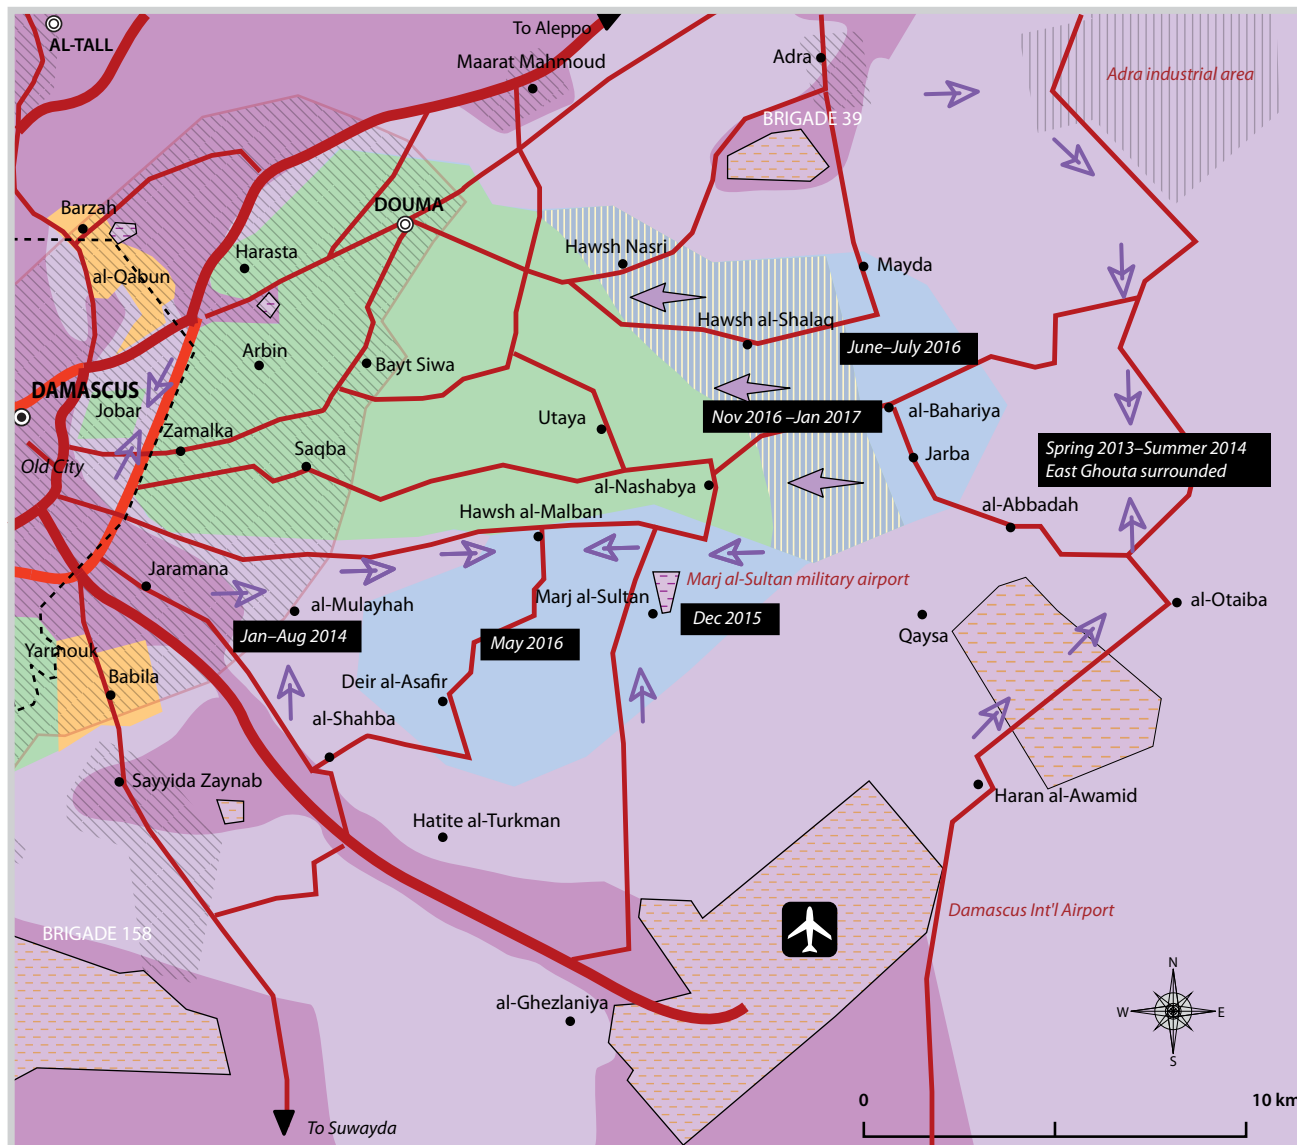 To Aleppo
AL-TALL
Maarat Mahmoud
Adra
Adra industrial area
BRIGADE 39
Barzah
DOUMA
Harasta
Hawsh Nasri
Mayda
al-Qabun
Hawsh al-Shalaq
June–July 2016
Arbin
Bayt Siwa
DAMASCUS
Jobar
Nov 2016 –Jan 2017
al-Bahariya
Zamalka
Utaya
Saqba
Spring 2013–Summer 2014
East Ghouta surrounded
Jarba
Old City
al-Nashabya
Hawsh al-Malban
al-Abbadah
Jaramana
Marj al-Sultan military airport
al-Mulayhah
Marj al-Sultan
al-Otaiba
Dec 2015
Qaysa
Jan–Aug 2014
May 2016
Yarmouk
Babila
Deir al-Asafir
al-Shahba
Sayyida Zaynab
Haran al-Awamid
Hatite al-Turkman
Damascus Int'l Airport
BRIGADE 158
al-Ghezlaniya
N
W
E
S
0
10 km
To Suwayda